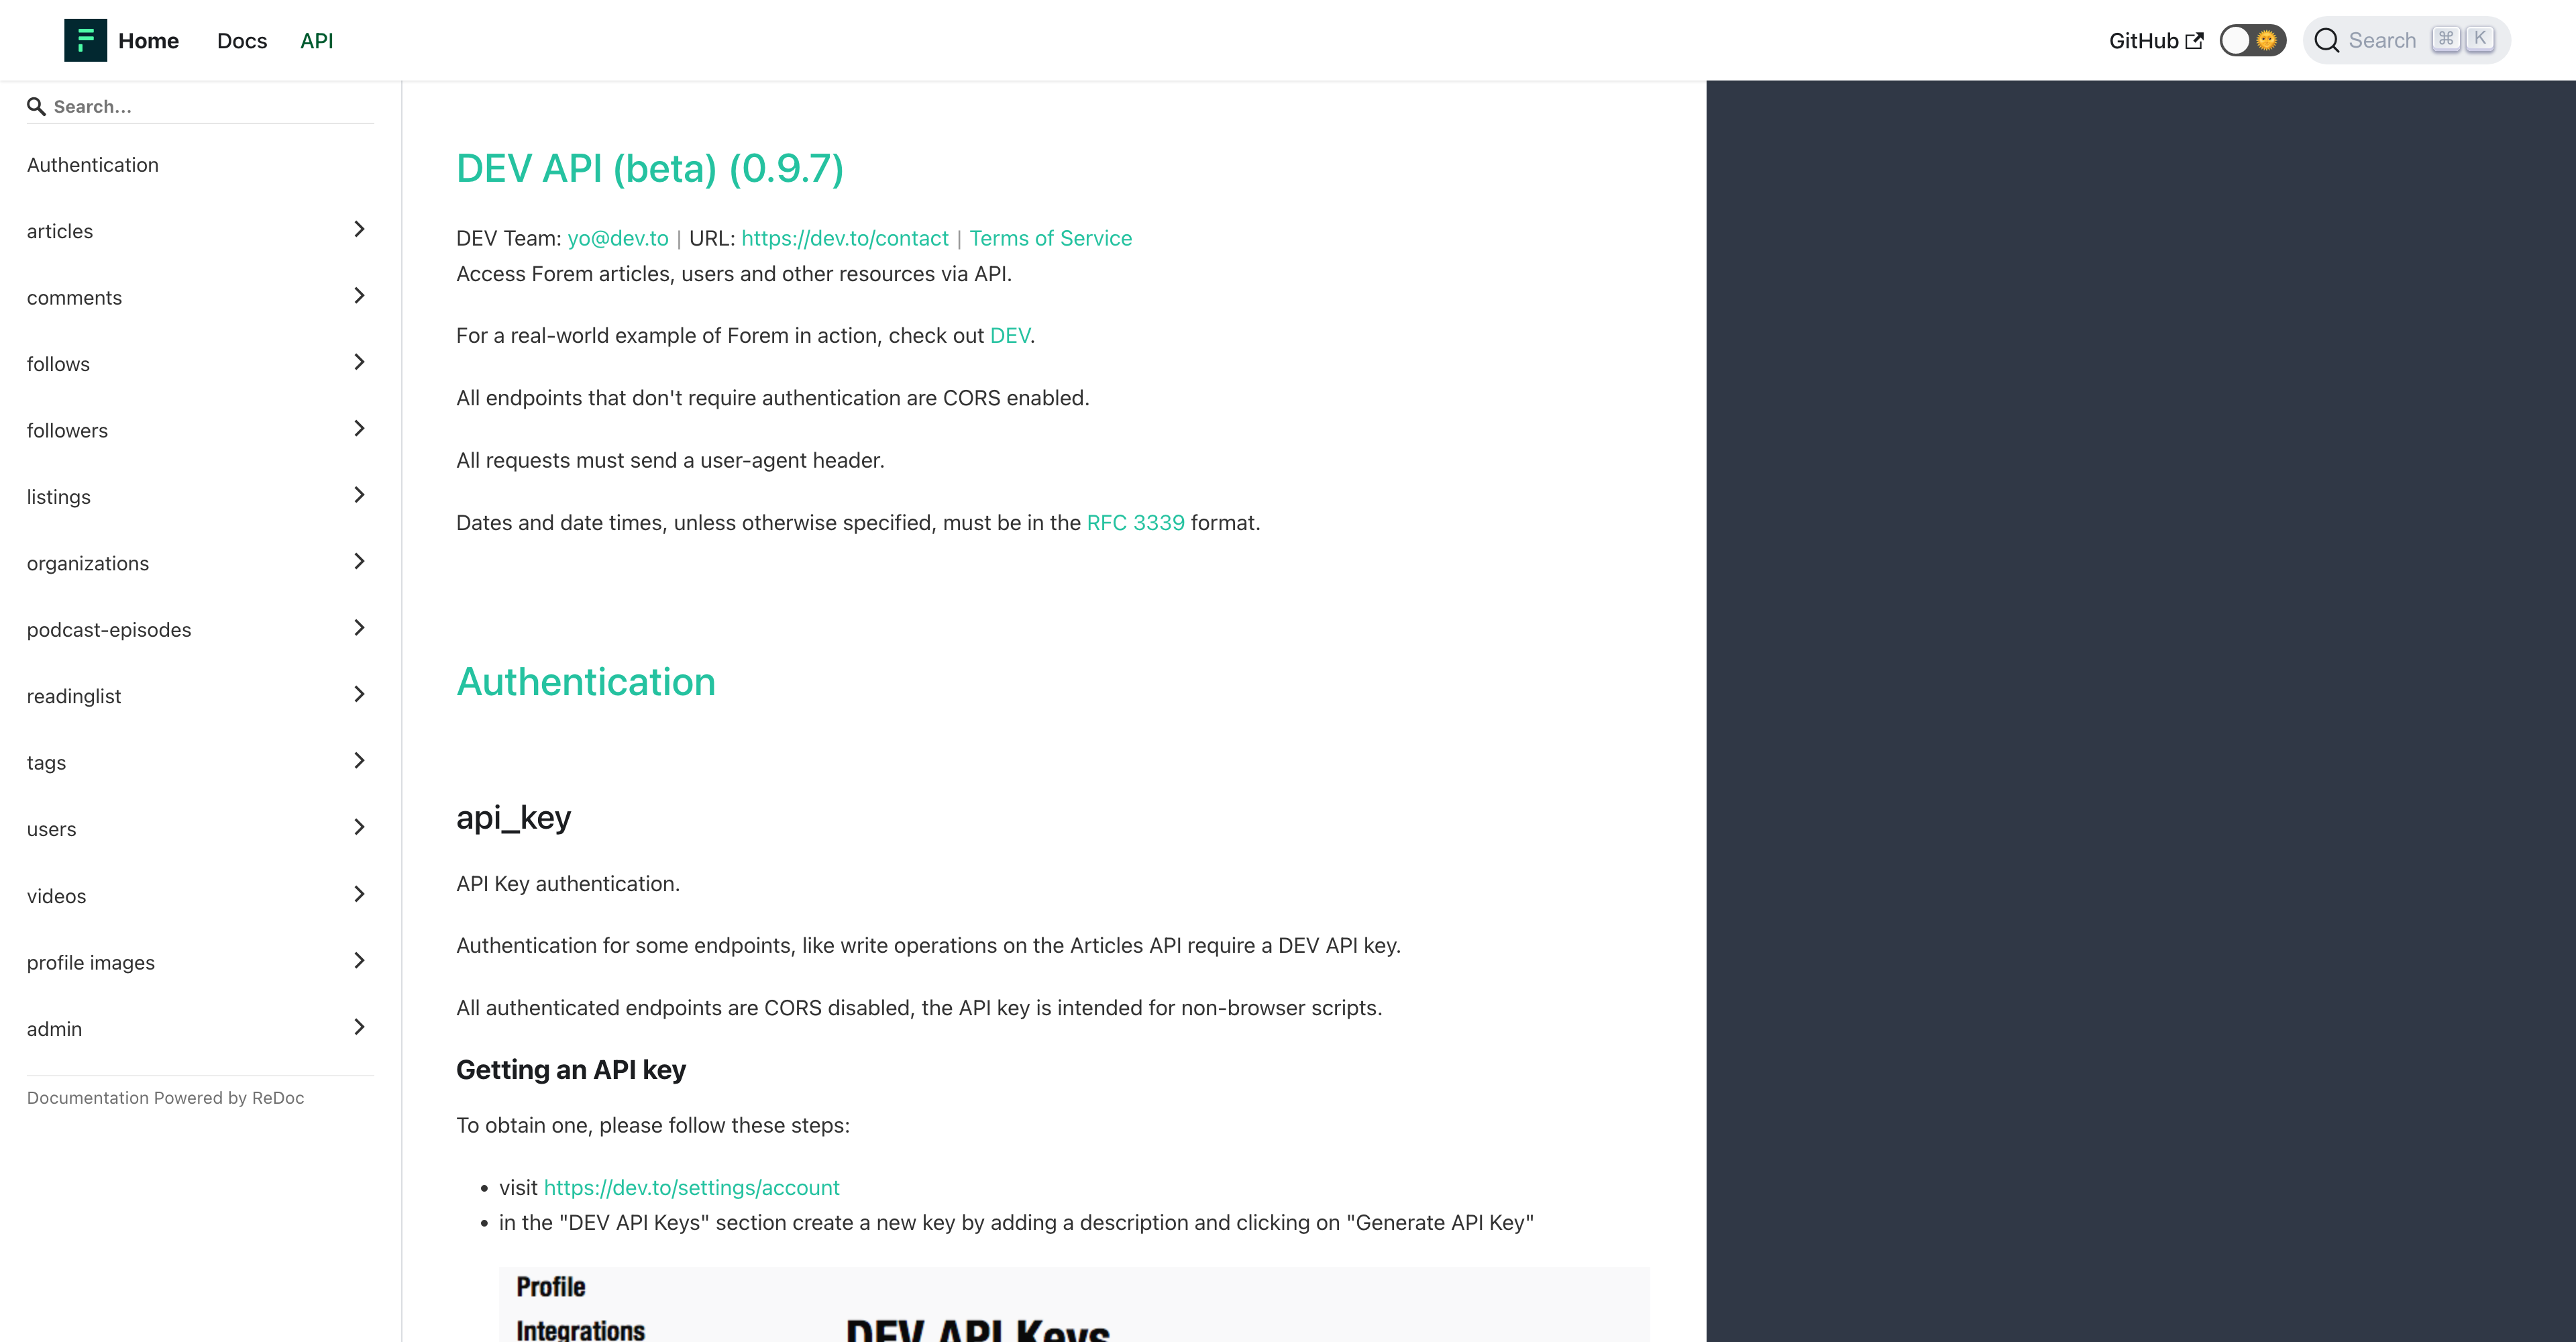 Home Docs API GitHub Search ⌘ K
Search...
Authentication
articles
comments
follows
followers
listings
organizations
podcast-episodes
readinglist
tags
users
videos
profile images
admin
Documentation Powered by ReDoc
DEV API (beta) (0.9.7)
DEV Team: yo@dev.to | URL: https://dev.to/contact | Terms of Service
Access Forem articles, users and other resources via API.
For a real-world example of Forem in action, check out DEV.
All endpoints that don't require authentication are CORS enabled.
All requests must send a user-agent header.
Dates and date times, unless otherwise specified, must be in the RFC 3339 format.
Authentication
api_key
API Key authentication.
Authentication for some endpoints, like write operations on the Articles API require a DEV API key.
All authenticated endpoints are CORS disabled, the API key is intended for non-browser scripts.
Getting an API key
To obtain one, please follow these steps:
• visit https://dev.to/settings/account
• in the "DEV API Keys" section create a new key by adding a description and clicking on "Generate API Key"
Profile
Integrations
DEV API Keys